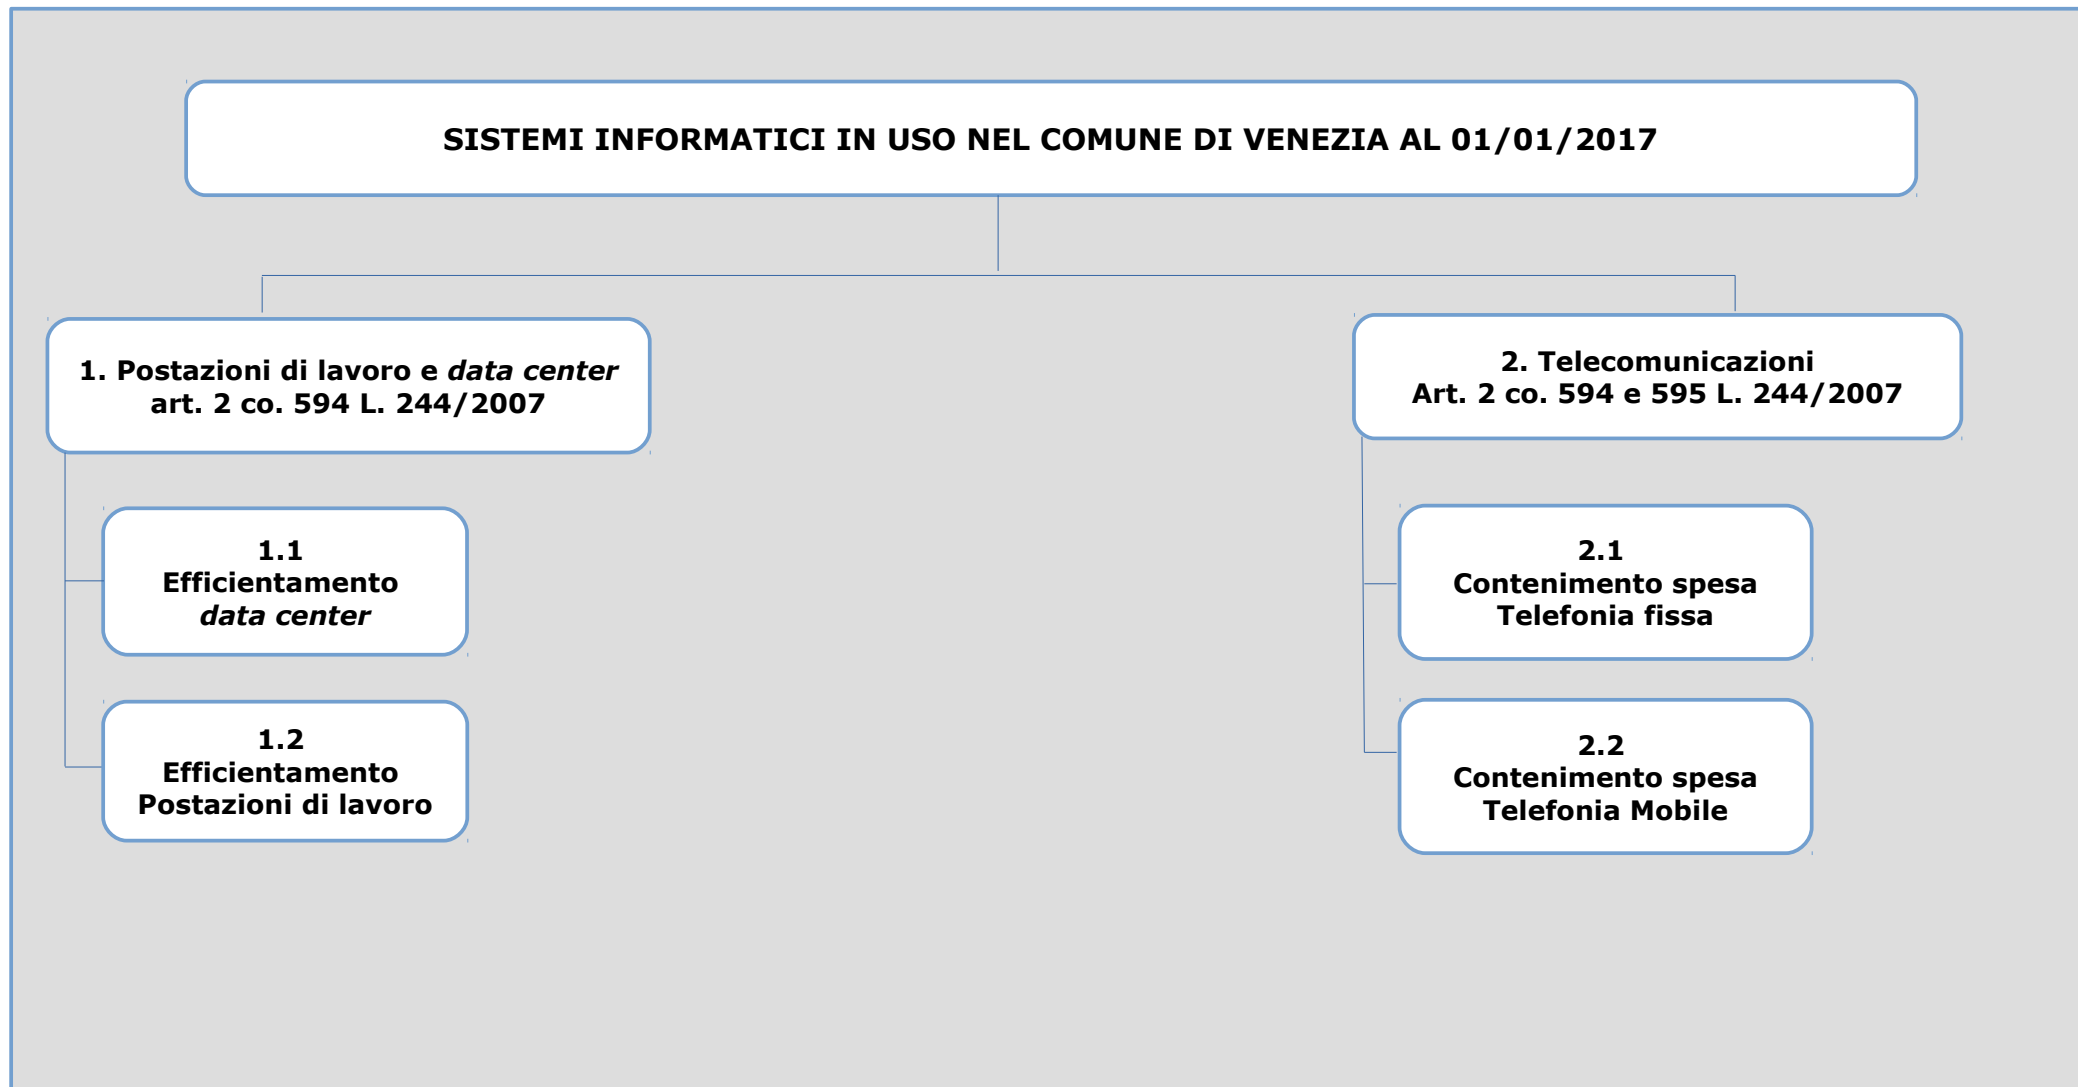 SISTEMI INFORMATICI IN USO NEL COMUNE DI VENEZIA AL 01/01/2017
1. Postazioni di lavoro e data center
art. 2 co. 594 L. 244/2007
2. Telecomunicazioni
Art. 2 co. 594 e 595 L. 244/2007
1.1
Efficientamento
data center
2.1
Contenimento spesa
Telefonia fissa
1.2
Efficientamento
Postazioni di lavoro
2.2
Contenimento spesa
Telefonia Mobile